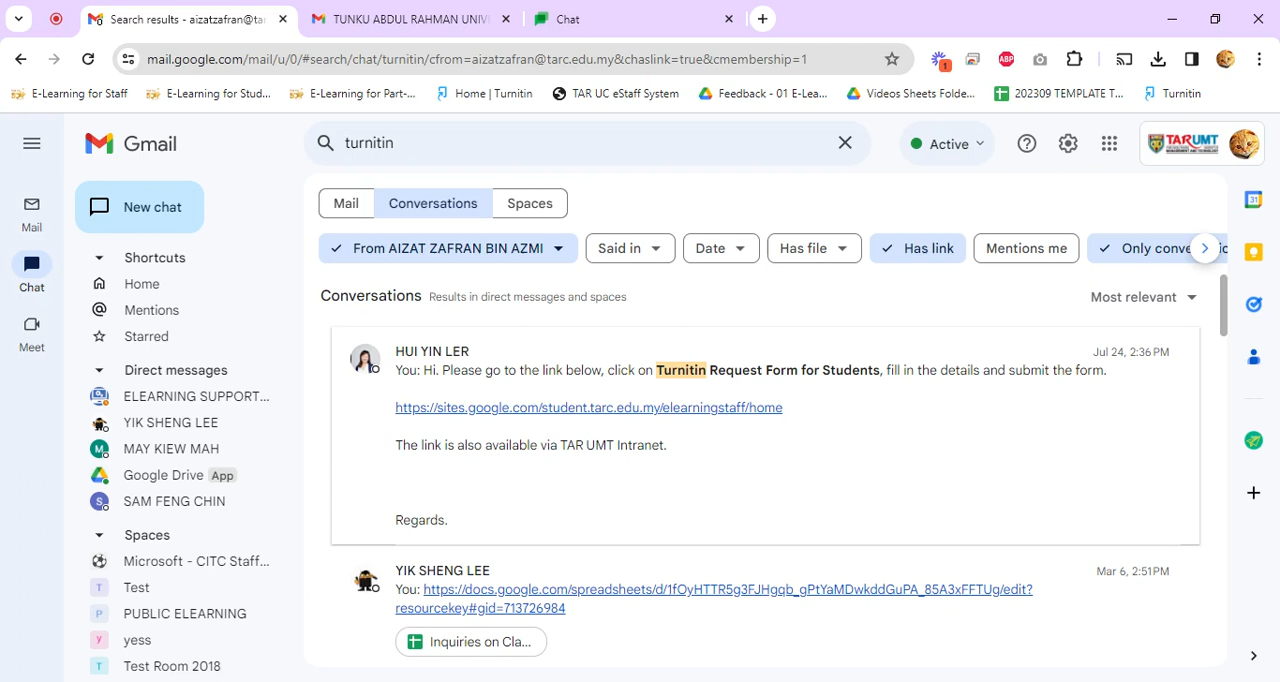 Search results - aizatzafran@tar
TUNKU ABDUL RAHMAN UNIV
Chat
mail.google.com/mail/u/0/#search/chat/turnitin/cfrom=aizatzafran@tarc.edu.my&chaslink=true&cmembership=1
1
ABP
E-Learning for Staff
E-Learning for Stud...
E-Learning for Part-...
Home | Turnitin
TAR UC eStaff System
Feedback - 01 E-Lea...
Videos Sheets Folde...
202309 TEMPLATE T...
Turnitin
Gmail
turnitin
Active
TARUMT
Mail
Chat
Meet
New chat
Shortcuts
Home
Mentions
Starred
Direct messages
ELEARNING SUPPORT...
YIK SHENG LEE
M
MAY KIEW MAH
Google Drive App
S
SAM FENG CHIN
Spaces
Microsoft - CITC Staff...
T
Test
P
PUBLIC ELEARNING
Y
yess
T
Test Room 2018
Mail
Conversations
Spaces
From AIZAT ZAFRAN BIN AZMI
Said in
Date
Has file
Has link
Mentions me
Only conve
Conversations Results in direct messages and spaces
Most relevant
HUI YIN LER
Jul 24, 2:36 PM
You: Hi. Please go to the link below, click on Turnitin Request Form for Students, fill in the details and submit the form.
https://sites.google.com/student.tarc.edu.my/elearningstaff/home
The link is also available via TAR UMT Intranet.
Regards.
YIK SHENG LEE
Mar 6, 2:51 PM
You: https://docs.google.com/spreadsheets/d/1fOyHTTR5g3FJHgqb_gPtYaMDwkddGuPA_85A3xFFTUg/edit?
resourcekey#gid=713726984
Inquiries on Cla...
31